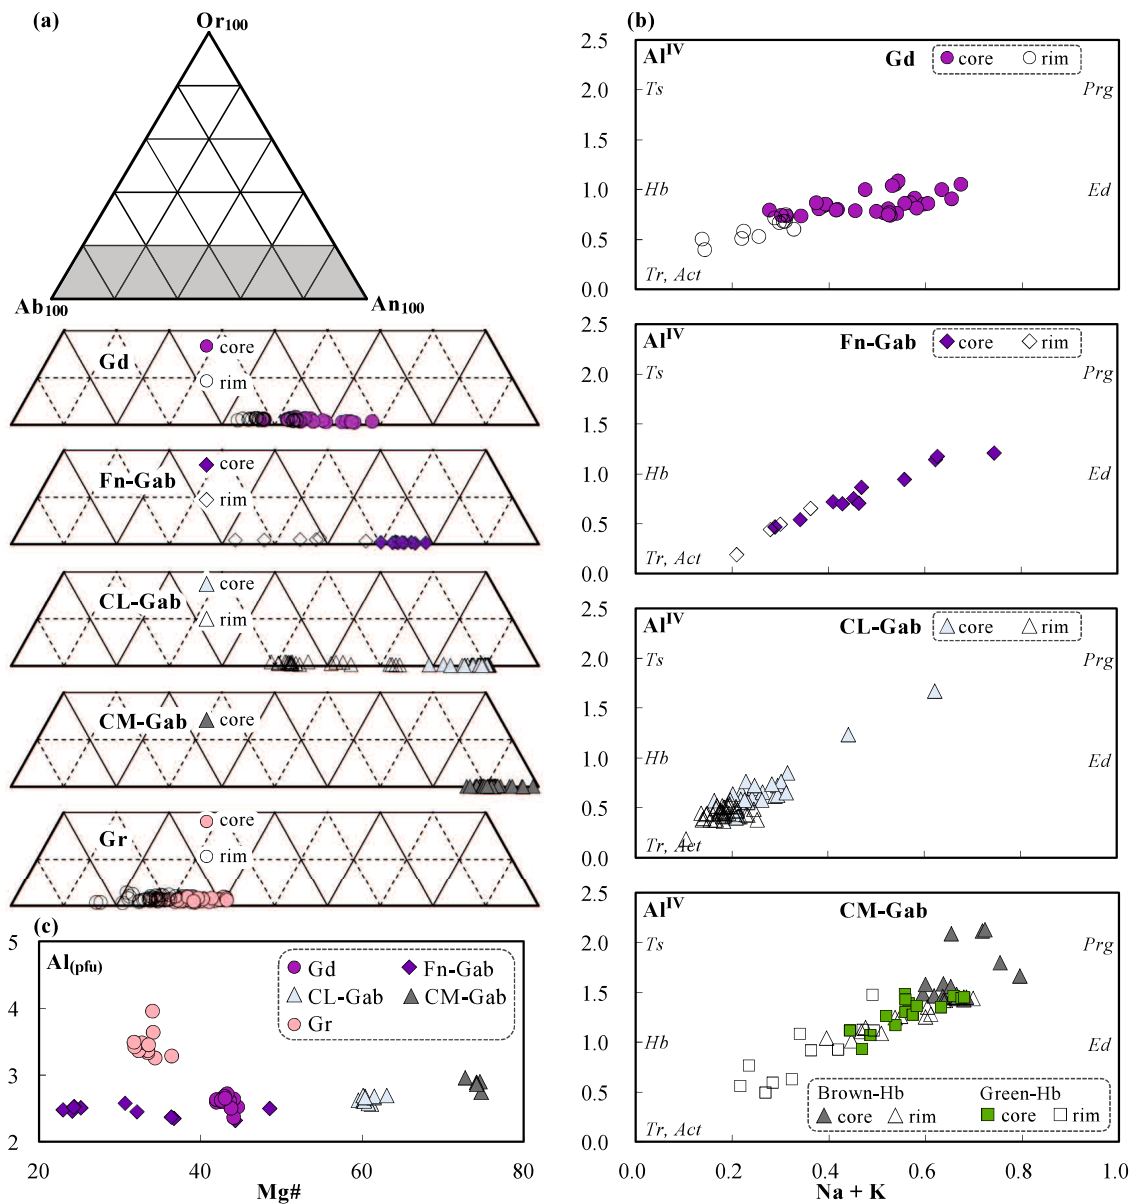 (a)
Or100
Ab100
An100
Gd
core
rim
Fn-Gab
core
rim
CL-Gab
core
rim
CM-Gab
core
Gr
core
rim
(c)
5
4
3
2
Al(pfu)
Gd
Fn-Gab
CL-Gab
CM-Gab
Gr
20
40
60
80
Mg#
(b)
2.5
2.0
1.5
1.0
0.5
0.0
AlIV
Gd
core
rim
Ts
Prg
Hb
Ed
Tr, Act
2.5
2.0
1.5
1.0
0.5
0.0
AlIV
Fn-Gab
core
rim
Ts
Prg
Hb
Ed
Tr, Act
2.5
2.0
1.5
1.0
0.5
0.0
AlIV
CL-Gab
core
rim
Ts
Prg
Hb
Ed
Tr, Act
2.5
2.0
1.5
1.0
0.5
0.0
AlIV
CM-Gab
Ts
Prg
Hb
Ed
Brown-Hb
Green-Hb
core
rim
core
rim
Tr, Act
0.0
0.2
0.4
0.6
0.8
1.0
Na + K